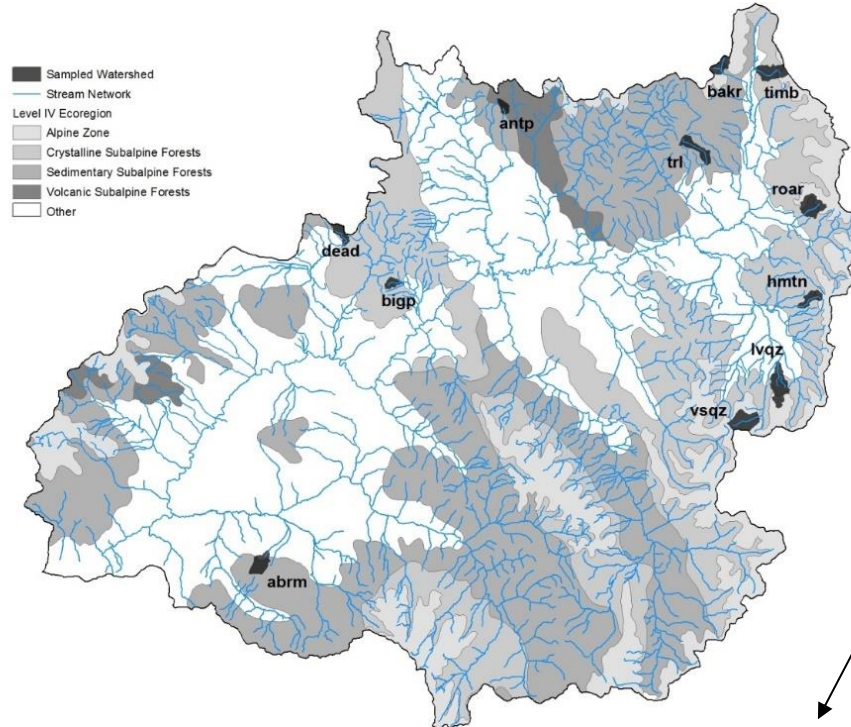 Sampled Watershed
Stream Network
Level IV Ecoregion
Alpine Zone
Crystalline Subalpine Forests
Sedimentary Subalpine Forests
Volcanic Subalpine Forests
Other
bakr
timb
antp
trl
roar
dead
hmtn
bigp
lvqz
vsqz
abrm